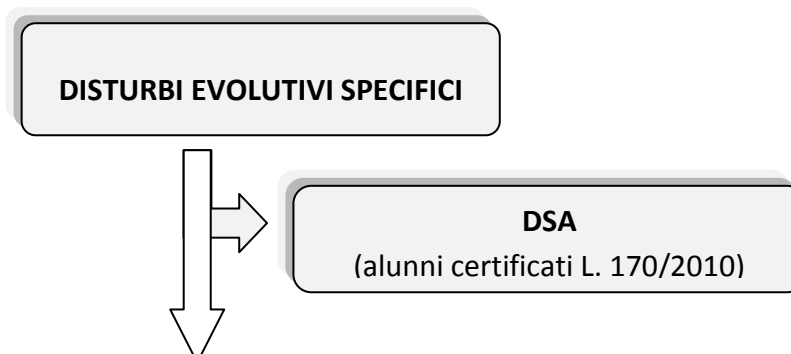 DISTURBI EVOLUTIVI SPECIFICI
DSA
(alunni certificati L. 170/2010)